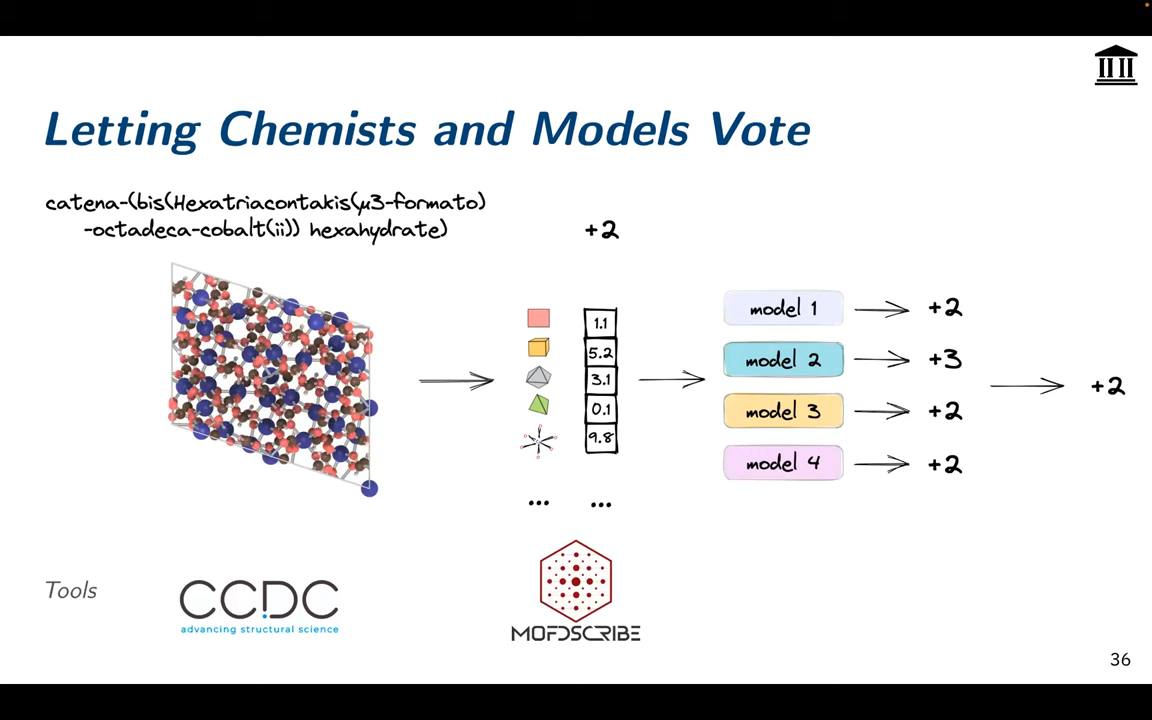 Letting Chemists and Models Vote
catena-(bis(Hexatriacontakis(µ3-formato)
-octadeca-cobalt(ii)) hexahydrate)
+2
1.1
5.2
3.1
0.1
9.8
...
...
model 1
+2
model 2
+3
model 3
+2
model 4
+2
+2
Tools
CCDC
advancing structural science
MOFDSCRIBE
36